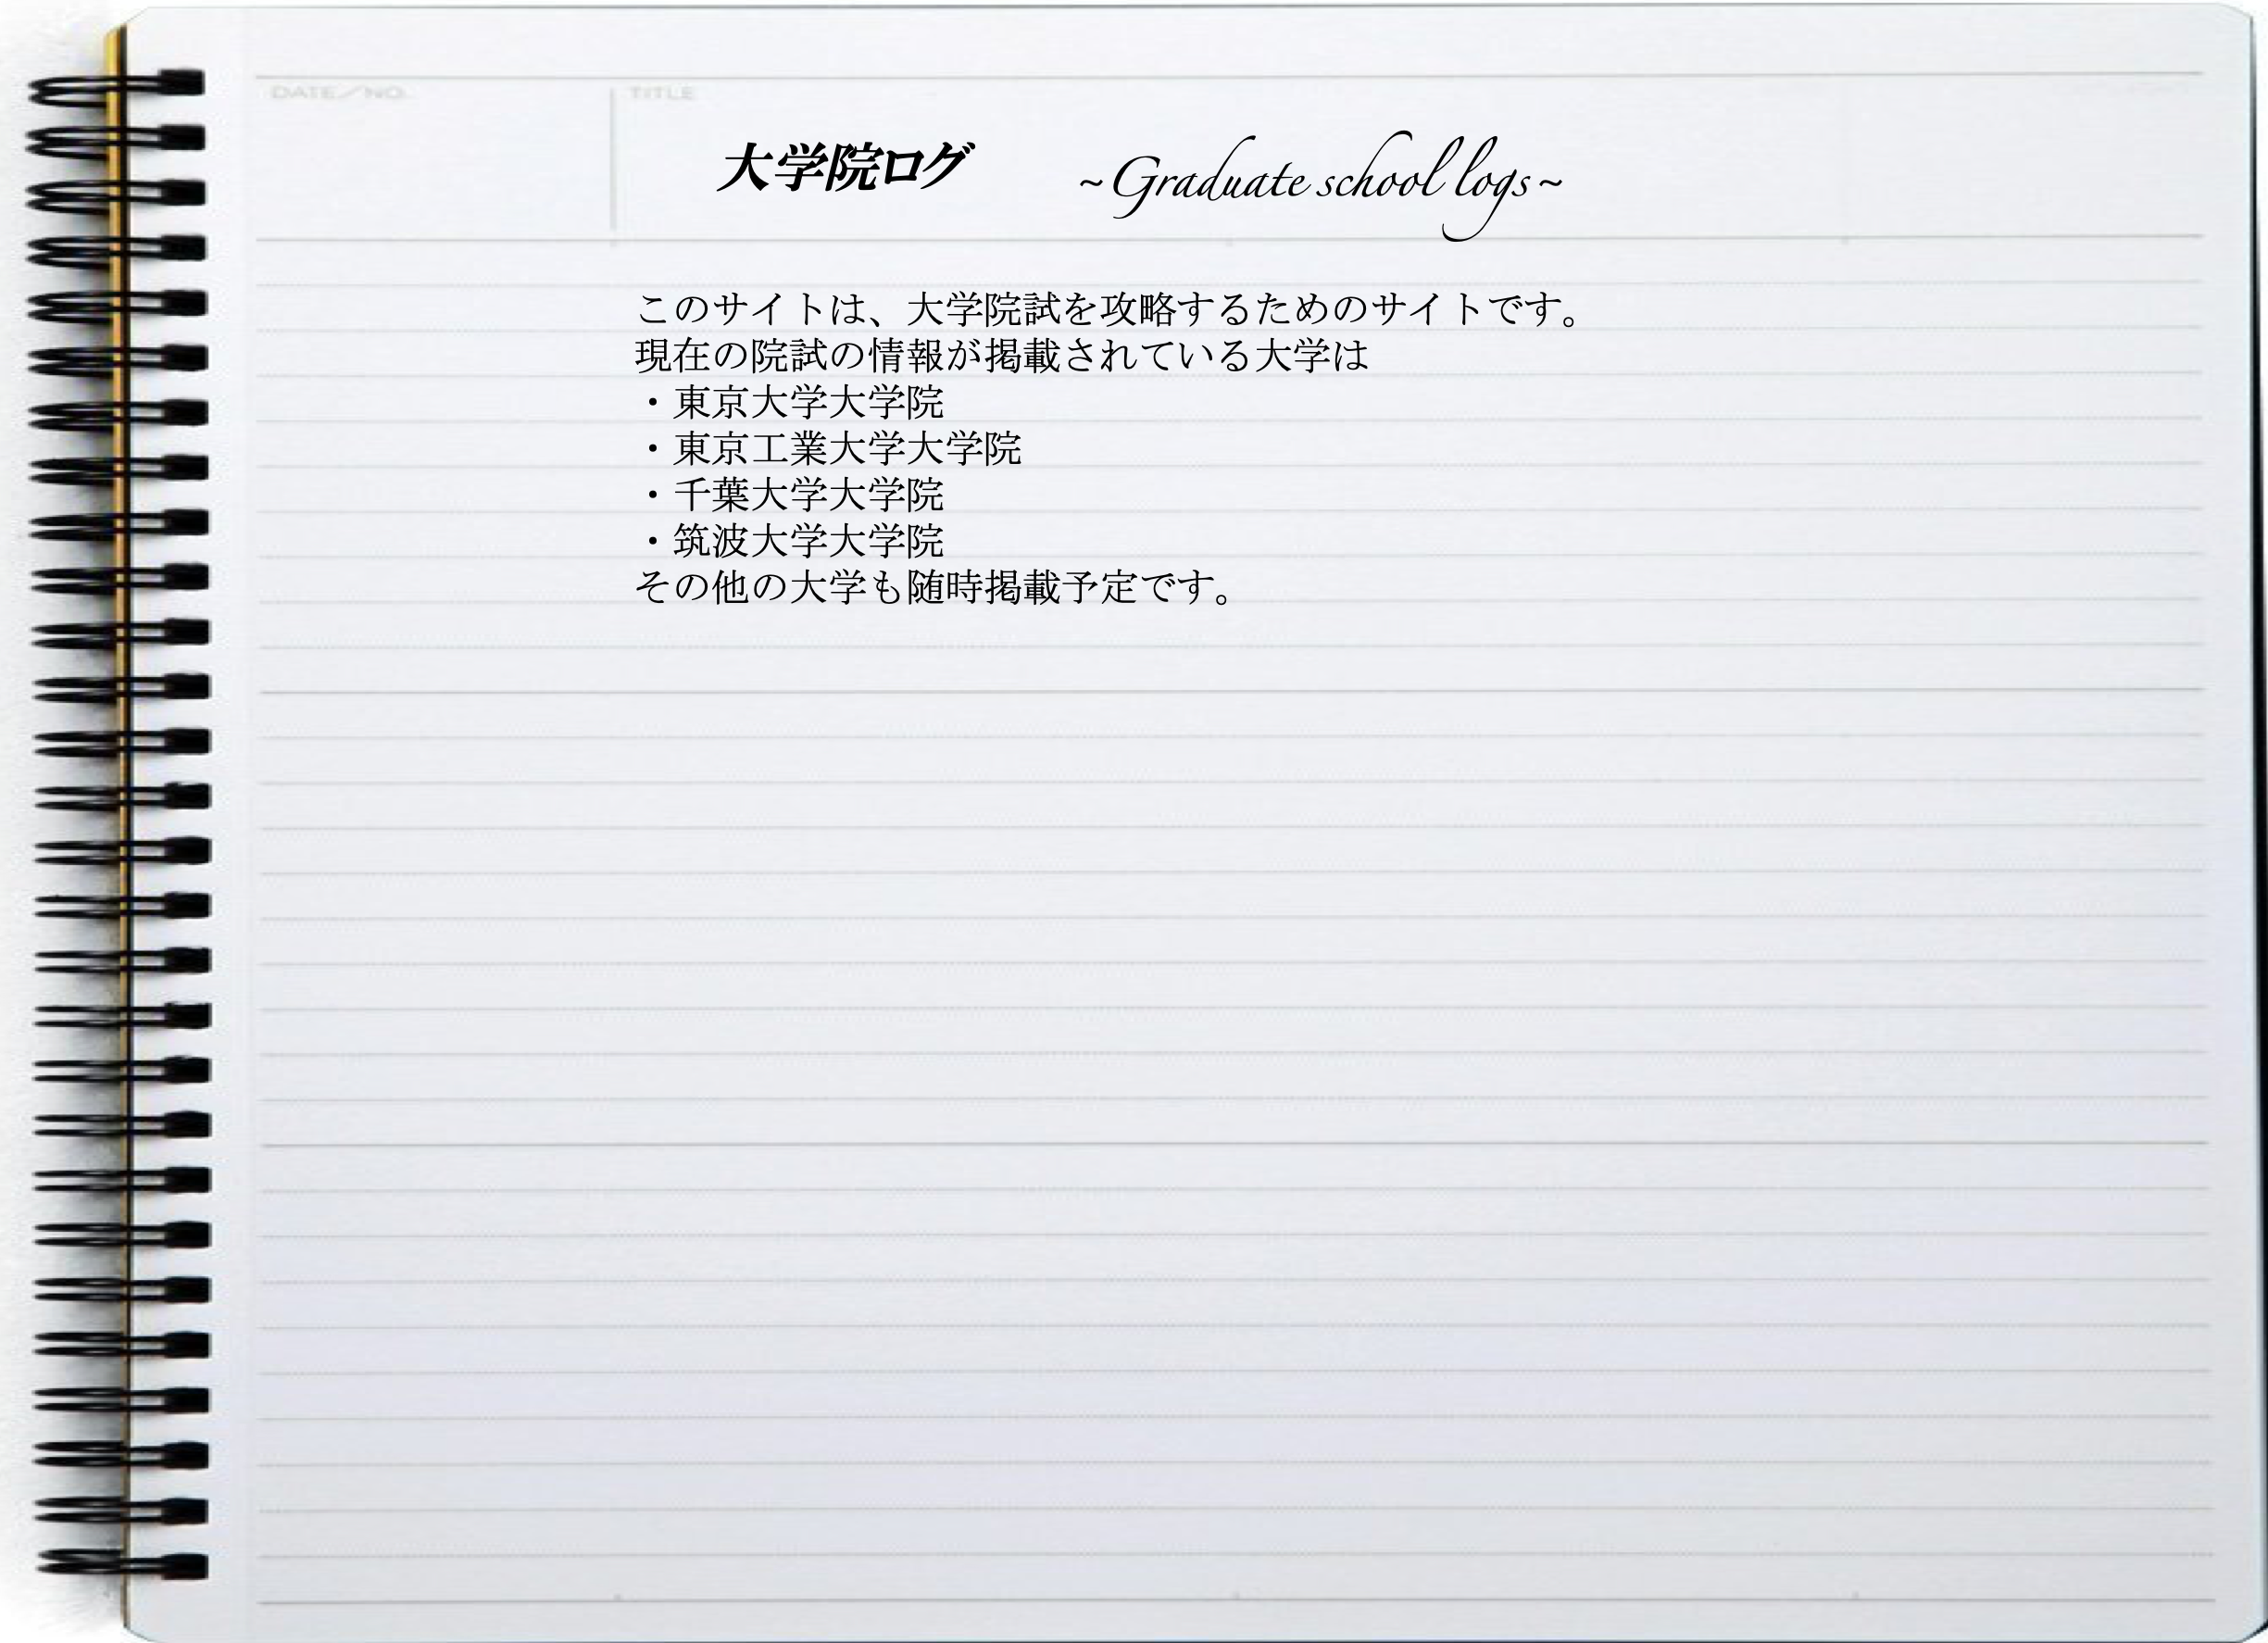 DATE/NO.
TITLE
大学院ログ ~Graduate school logs~
このサイトは、大学院試を攻略するためのサイトです。
現在の院試の情報が掲載されている大学は
・東京大学大学院
・東京工業大学大学院
・千葉大学大学院
・筑波大学大学院
その他の大学も随時掲載予定です。